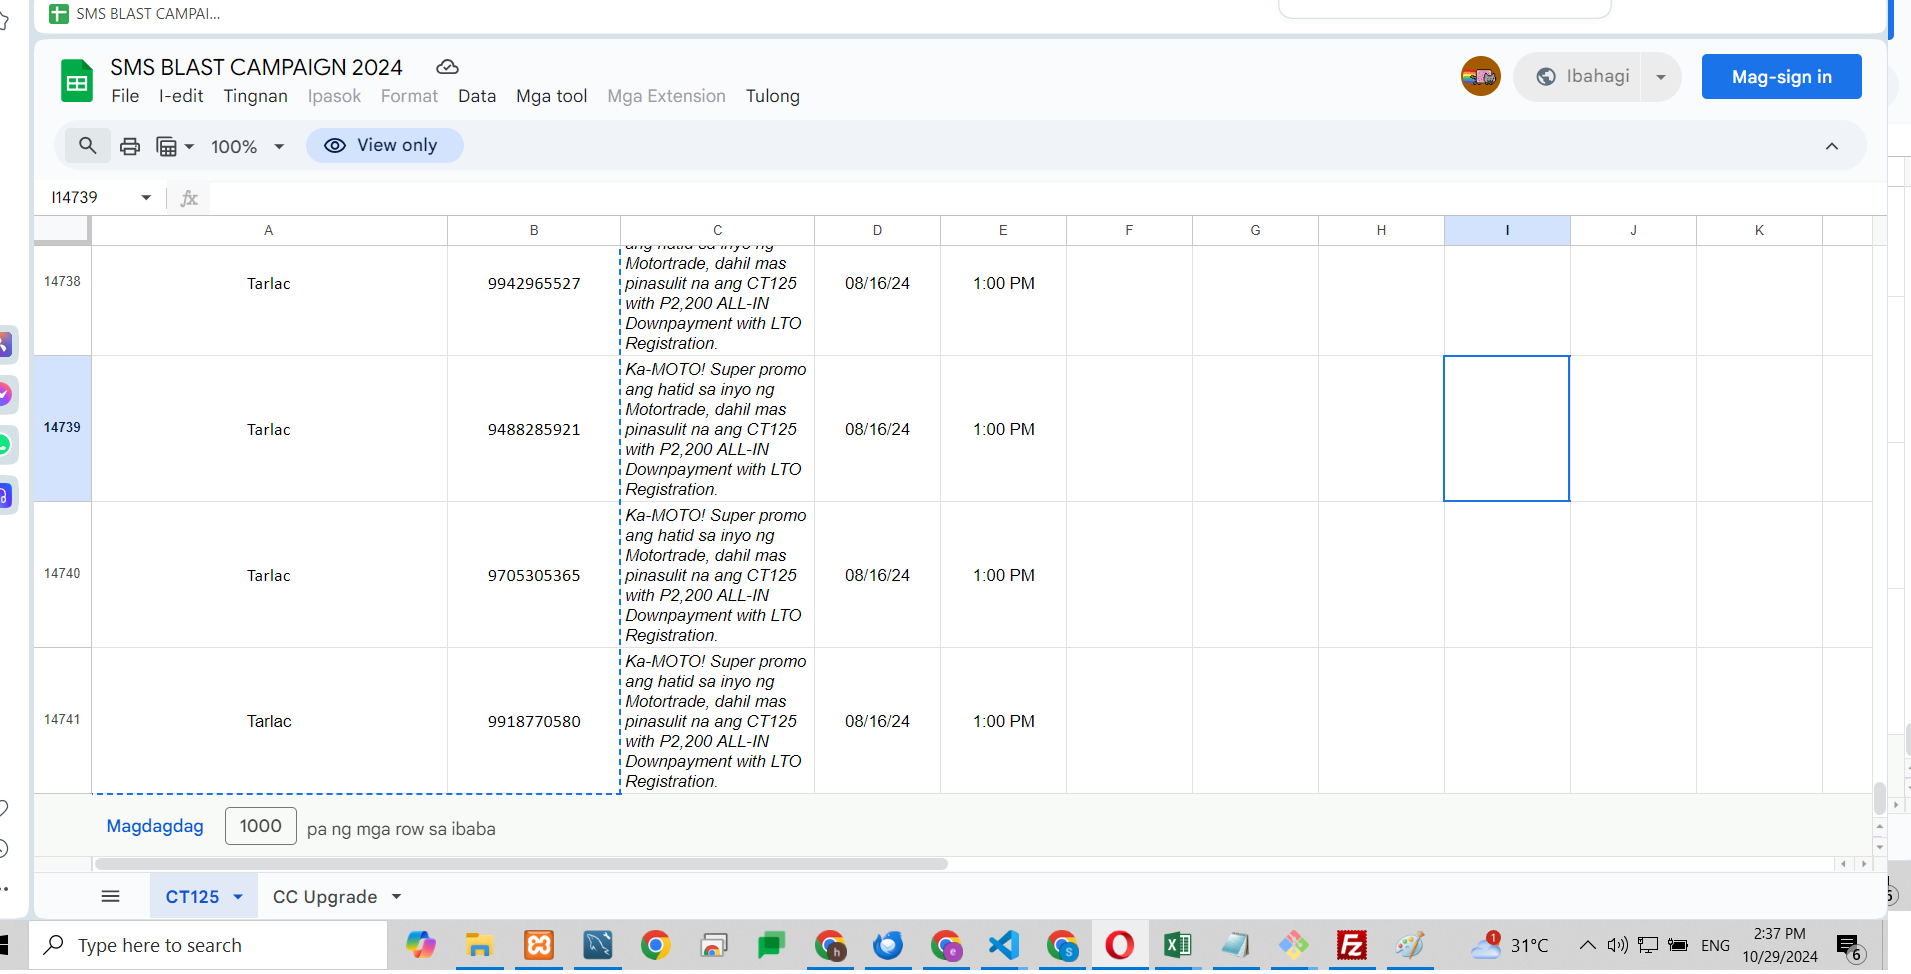 SMS BLAST CAMPAI...
SMS BLAST CAMPAIGN 2024
File I-edit Tingnan Ipasok Format Data Mga tool Mga Extension Tulong
Ibahagi
Mag-sign in
100% View only
I14739 fx
A B C D E F G H I J K
ang hatid sa inyo ng
Motortrade, dahil mas
14738 Tarlac 9942965527 pinasulit na ang CT125 08/16/24 1:00 PM
with P2,200 ALL-IN
Downpayment with LTO
Registration.
Ka-MOTO! Super promo
ang hatid sa inyo ng
Motortrade, dahil mas
14739 Tarlac 9488285921 pinasulit na ang CT125 08/16/24 1:00 PM
with P2,200 ALL-IN
Downpayment with LTO
Registration.
Ka-MOTO! Super promo
ang hatid sa inyo ng
Motortrade, dahil mas
14740 Tarlac 9705305365 pinasulit na ang CT125 08/16/24 1:00 PM
with P2,200 ALL-IN
Downpayment with LTO
Registration.
Ka-MOTO! Super promo
ang hatid sa inyo ng
Motortrade, dahil mas
14741 Tarlac 9918770580 pinasulit na ang CT125 08/16/24 1:00 PM
with P2,200 ALL-IN
Downpayment with LTO
Registration.
Magdagdag 1000 pa ng mga row sa ibaba
CT125 CC Upgrade
Type here to search
h e S FZ 1 31°C ENG
2:37 PM
10/29/2024
6